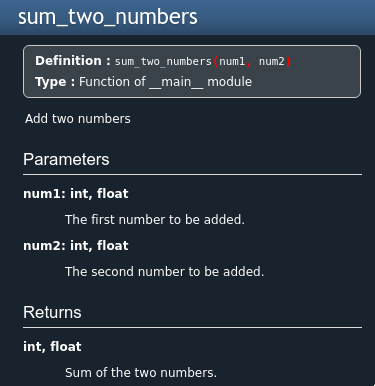 sum_two_numbers
Definition : sum_two_numbers(num1, num2)
Type : Function of __main__ module
Add two numbers
Parameters
num1: int, float
The first number to be added.
num2: int, float
The second number to be added.
Returns
int, float
Sum of the two numbers.